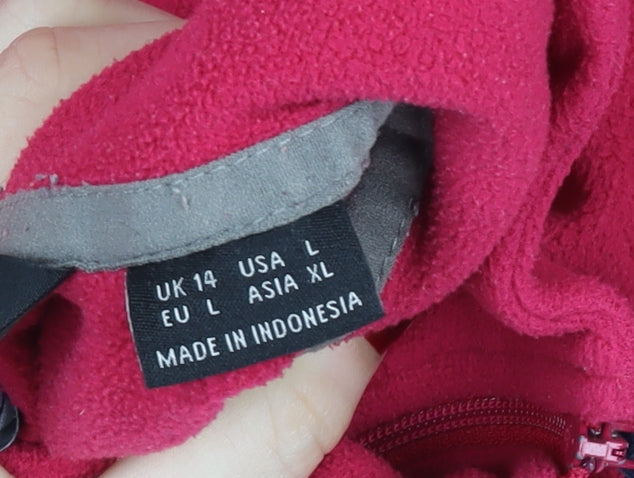 UK 14 USA L
EU L ASIA XL
MADE IN INDONESIA